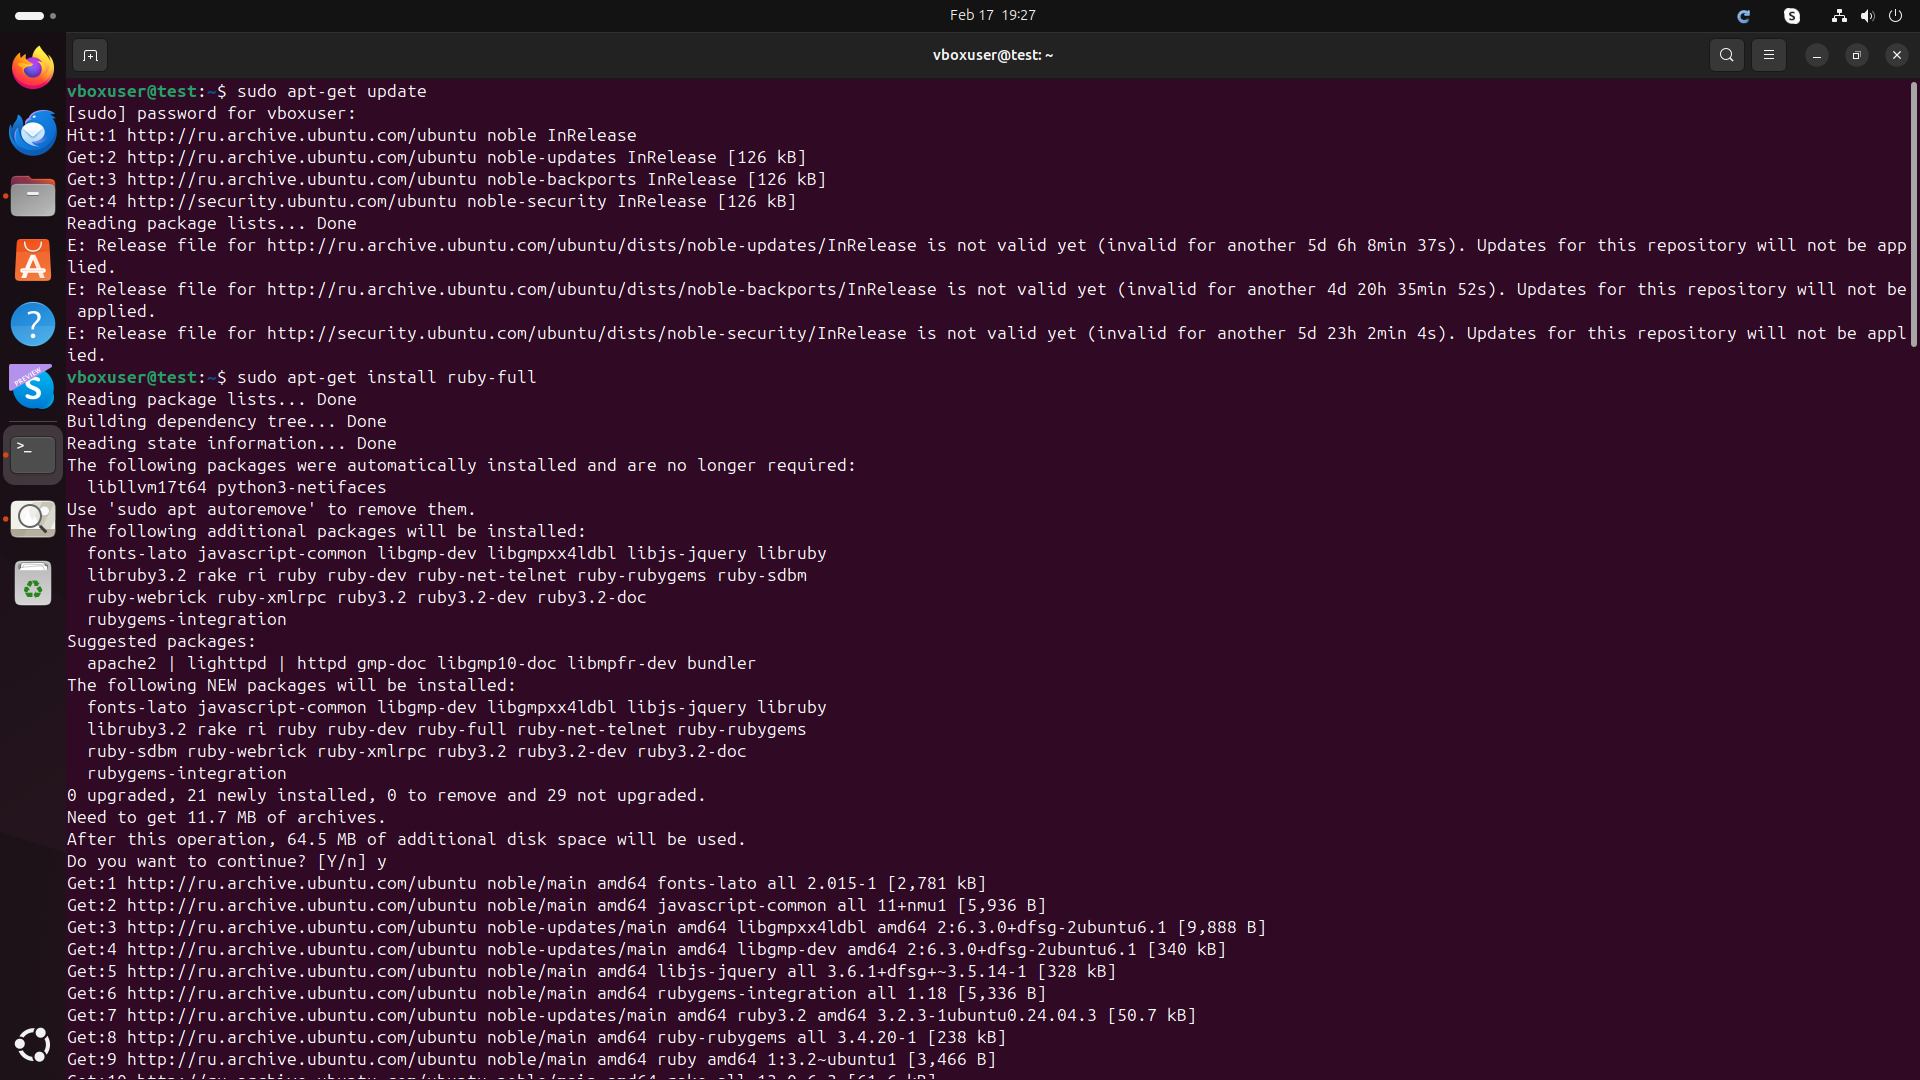 Feb 17 19:27
vboxuser@test: ~
vboxuser@test:~$ sudo apt-get update
[sudo] password for vboxuser:
Hit:1 http://ru.archive.ubuntu.com/ubuntu noble InRelease
Get:2 http://ru.archive.ubuntu.com/ubuntu noble-updates InRelease [126 kB]
Get:3 http://ru.archive.ubuntu.com/ubuntu noble-backports InRelease [126 kB]
Get:4 http://security.ubuntu.com/ubuntu noble-security InRelease [126 kB]
Reading package lists... Done
E: Release file for http://ru.archive.ubuntu.com/ubuntu/dists/noble-updates/InRelease is not valid yet (invalid for another 5d 6h 8min 37s). Updates for this repository will not be app
lied.
E: Release file for http://ru.archive.ubuntu.com/ubuntu/dists/noble-backports/InRelease is not valid yet (invalid for another 4d 20h 35min 52s). Updates for this repository will not be
 applied.
E: Release file for http://security.ubuntu.com/ubuntu/dists/noble-security/InRelease is not valid yet (invalid for another 5d 23h 2min 4s). Updates for this repository will not be appl
ied.
vboxuser@test:~$ sudo apt-get install ruby-full
Reading package lists... Done
Building dependency tree... Done
Reading state information... Done
The following packages were automatically installed and are no longer required:
  libllvm17t64 python3-netifaces
Use 'sudo apt autoremove' to remove them.
The following additional packages will be installed:
  fonts-lato javascript-common libgmp-dev libgmpxx4ldbl libjs-jquery libruby
  libruby3.2 rake ri ruby ruby-dev ruby-net-telnet ruby-rubygems ruby-sdbm
  ruby-webrick ruby-xmlrpc ruby3.2 ruby3.2-dev ruby3.2-doc
  rubygems-integration
Suggested packages:
  apache2 | lighttpd | httpd gmp-doc libgmp10-doc libmpfr-dev bundler
The following NEW packages will be installed:
  fonts-lato javascript-common libgmp-dev libgmpxx4ldbl libjs-jquery libruby
  libruby3.2 rake ri ruby ruby-dev ruby-full ruby-net-telnet ruby-rubygems
  ruby-sdbm ruby-webrick ruby-xmlrpc ruby3.2 ruby3.2-dev ruby3.2-doc
  rubygems-integration
0 upgraded, 21 newly installed, 0 to remove and 29 not upgraded.
Need to get 11.7 MB of archives.
After this operation, 64.5 MB of additional disk space will be used.
Do you want to continue? [Y/n] y
Get:1 http://ru.archive.ubuntu.com/ubuntu noble/main amd64 fonts-lato all 2.015-1 [2,781 kB]
Get:2 http://ru.archive.ubuntu.com/ubuntu noble/main amd64 javascript-common all 11+nmu1 [5,936 B]
Get:3 http://ru.archive.ubuntu.com/ubuntu noble-updates/main amd64 libgmpxx4ldbl amd64 2:6.3.0+dfsg-2ubuntu6.1 [9,888 B]
Get:4 http://ru.archive.ubuntu.com/ubuntu noble-updates/main amd64 libgmp-dev amd64 2:6.3.0+dfsg-2ubuntu6.1 [340 kB]
Get:5 http://ru.archive.ubuntu.com/ubuntu noble/main amd64 libjs-jquery all 3.6.1+dfsg+~3.5.14-1 [328 kB]
Get:6 http://ru.archive.ubuntu.com/ubuntu noble/main amd64 rubygems-integration all 1.18 [5,336 B]
Get:7 http://ru.archive.ubuntu.com/ubuntu noble-updates/main amd64 ruby3.2 amd64 3.2.3-1ubuntu0.24.04.3 [50.7 kB]
Get:8 http://ru.archive.ubuntu.com/ubuntu noble/main amd64 ruby-rubygems all 3.4.20-1 [238 kB]
Get:9 http://ru.archive.ubuntu.com/ubuntu noble/main amd64 ruby amd64 1:3.2~ubuntu1 [3,466 B]
PREVIEW